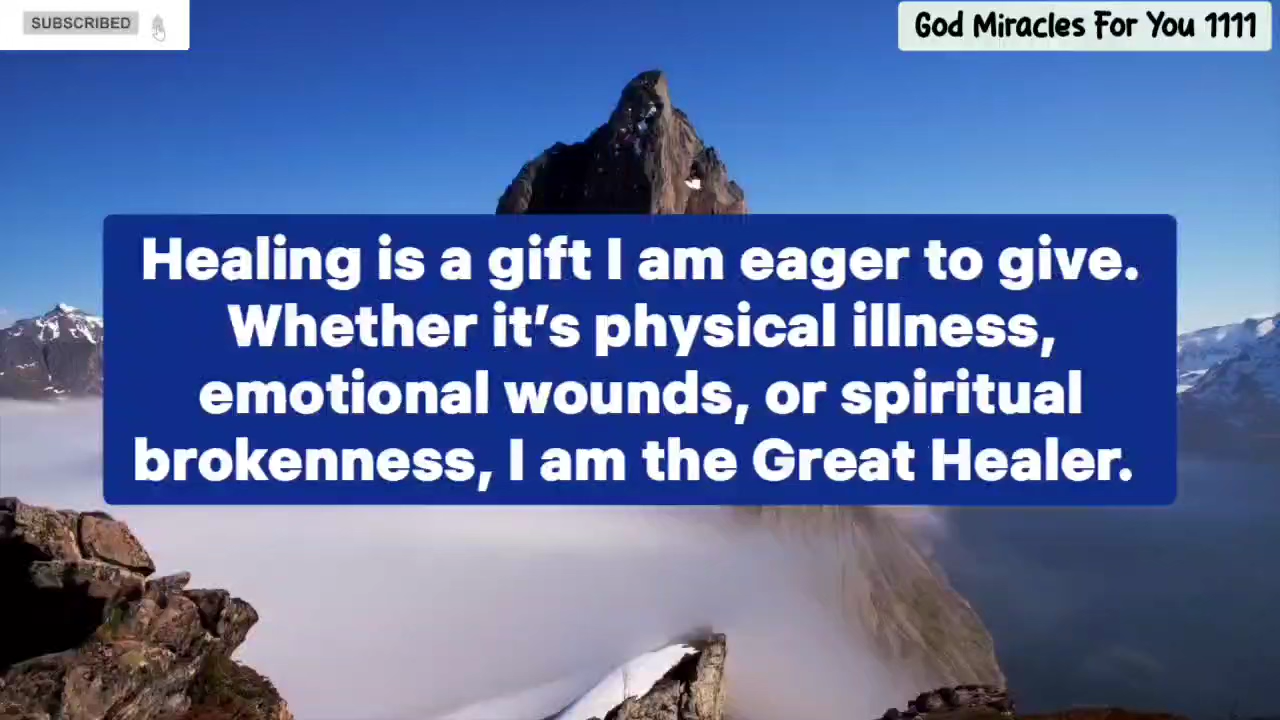 SUBSCRIBED
God Miracles For You 1111
Healing is a gift I am eager to give.
Whether it’s physical illness,
emotional wounds, or spiritual
brokenness, I am the Great Healer.